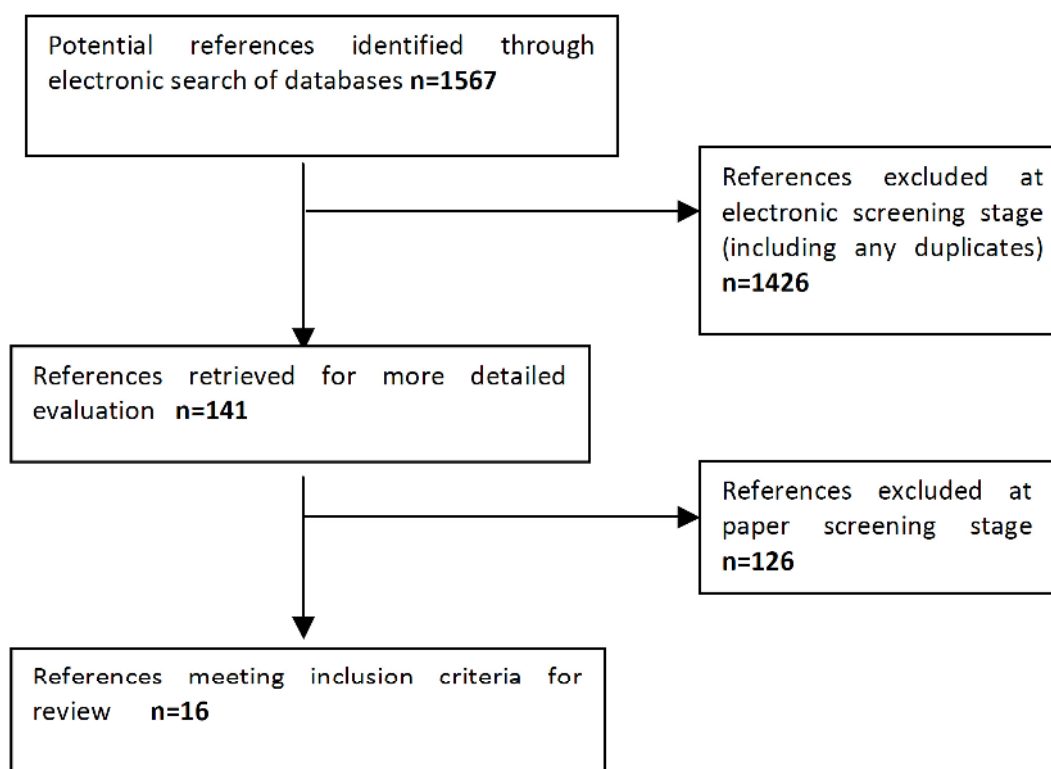 Potential references identified through
electronic search of databases n=1567
References excluded at
electronic screening stage
(including any duplicates)
n=1426
References retrieved for more detailed
evaluation n=141
References excluded at
paper screening stage
n=126
References meeting inclusion criteria for
review n=16